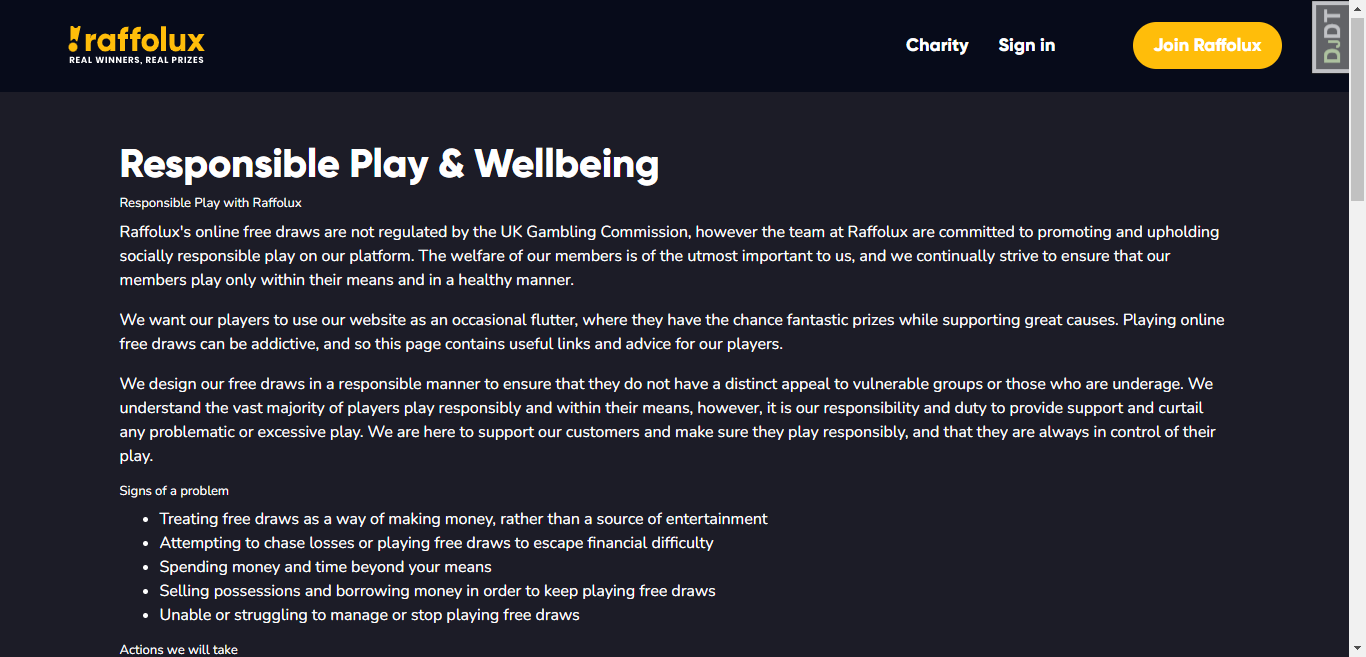 raffolux
REAL WINNERS, REAL PRIZES
Charity
Sign in
Join Raffolux
DjDT
Responsible Play & Wellbeing
Responsible Play with Raffolux
Raffolux's online free draws are not regulated by the UK Gambling Commission, however the team at Raffolux are committed to promoting and upholding
socially responsible play on our platform. The welfare of our members is of the utmost important to us, and we continually strive to ensure that our
members play only within their means and in a healthy manner.
We want our players to use our website as an occasional flutter, where they have the chance fantastic prizes while supporting great causes. Playing online
free draws can be addictive, and so this page contains useful links and advice for our players.
We design our free draws in a responsible manner to ensure that they do not have a distinct appeal to vulnerable groups or those who are underage. We
understand the vast majority of players play responsibly and within their means, however, it is our responsibility and duty to provide support and curtail
any problematic or excessive play. We are here to support our customers and make sure they play responsibly, and that they are always in control of their
play.
Signs of a problem
• Treating free draws as a way of making money, rather than a source of entertainment
• Attempting to chase losses or playing free draws to escape financial difficulty
• Spending money and time beyond your means
• Selling possessions and borrowing money in order to keep playing free draws
• Unable or struggling to manage or stop playing free draws
Actions we will take